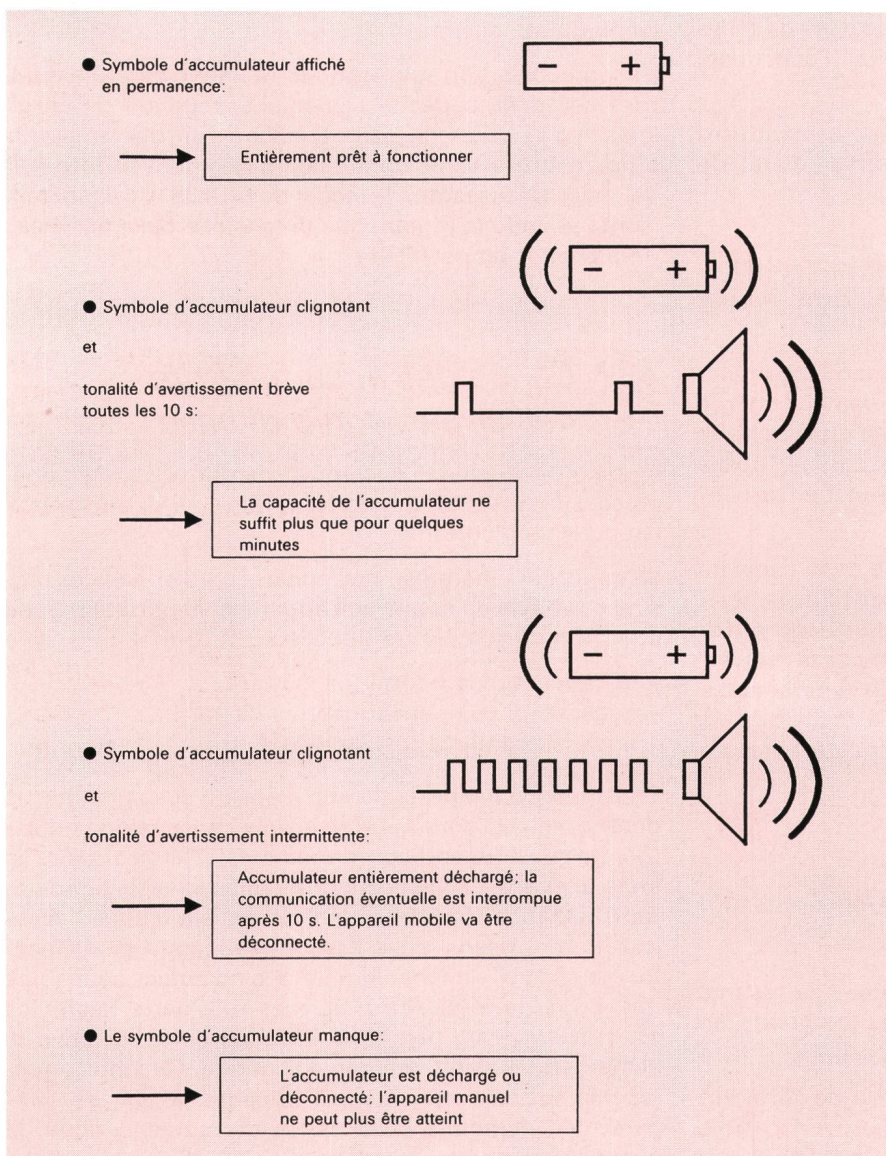 ● Symbole d'accumulateur affiché
en permanence:
− +
Entièrement prêt à fonctionner
− +
● Symbole d'accumulateur clignotant
et
tonalité d'avertissement brève
toutes les 10 s:
La capacité de l'accumulateur ne
suffit plus que pour quelques
minutes
− +
● Symbole d'accumulateur clignotant
et
tonalité d'avertissement intermittente:
Accumulateur entièrement déchargé; la
communication éventuelle est interrompue
après 10 s. L'appareil mobile va être
déconnecté.
● Le symbole d'accumulateur manque:
L'accumulateur est déchargé ou
déconnecté; l'appareil manuel
ne peut plus être atteint